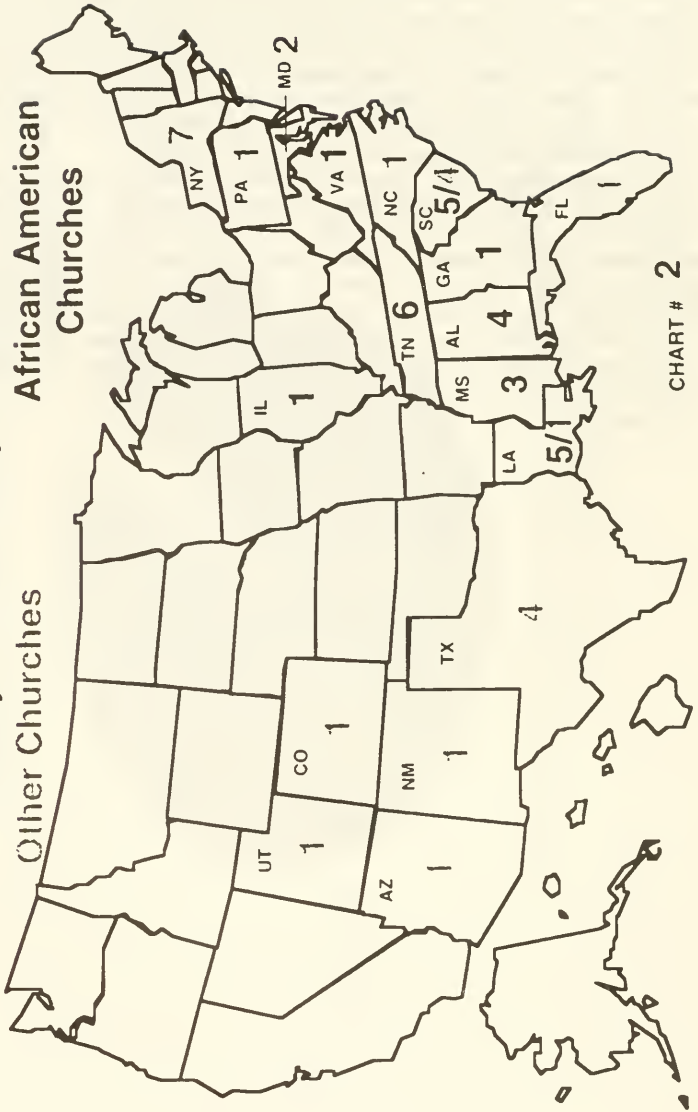 African American
Churches
Other Churches
NY 7
PA 1
MD 2
VA 1
NC 1
SC 5/4
GA 1
FL 1
TN 6
AL 4
MS 3
LA 5/1
IL 1
TX 4
CO 1
NM 1
UT 1
AZ 1
CHART # 2